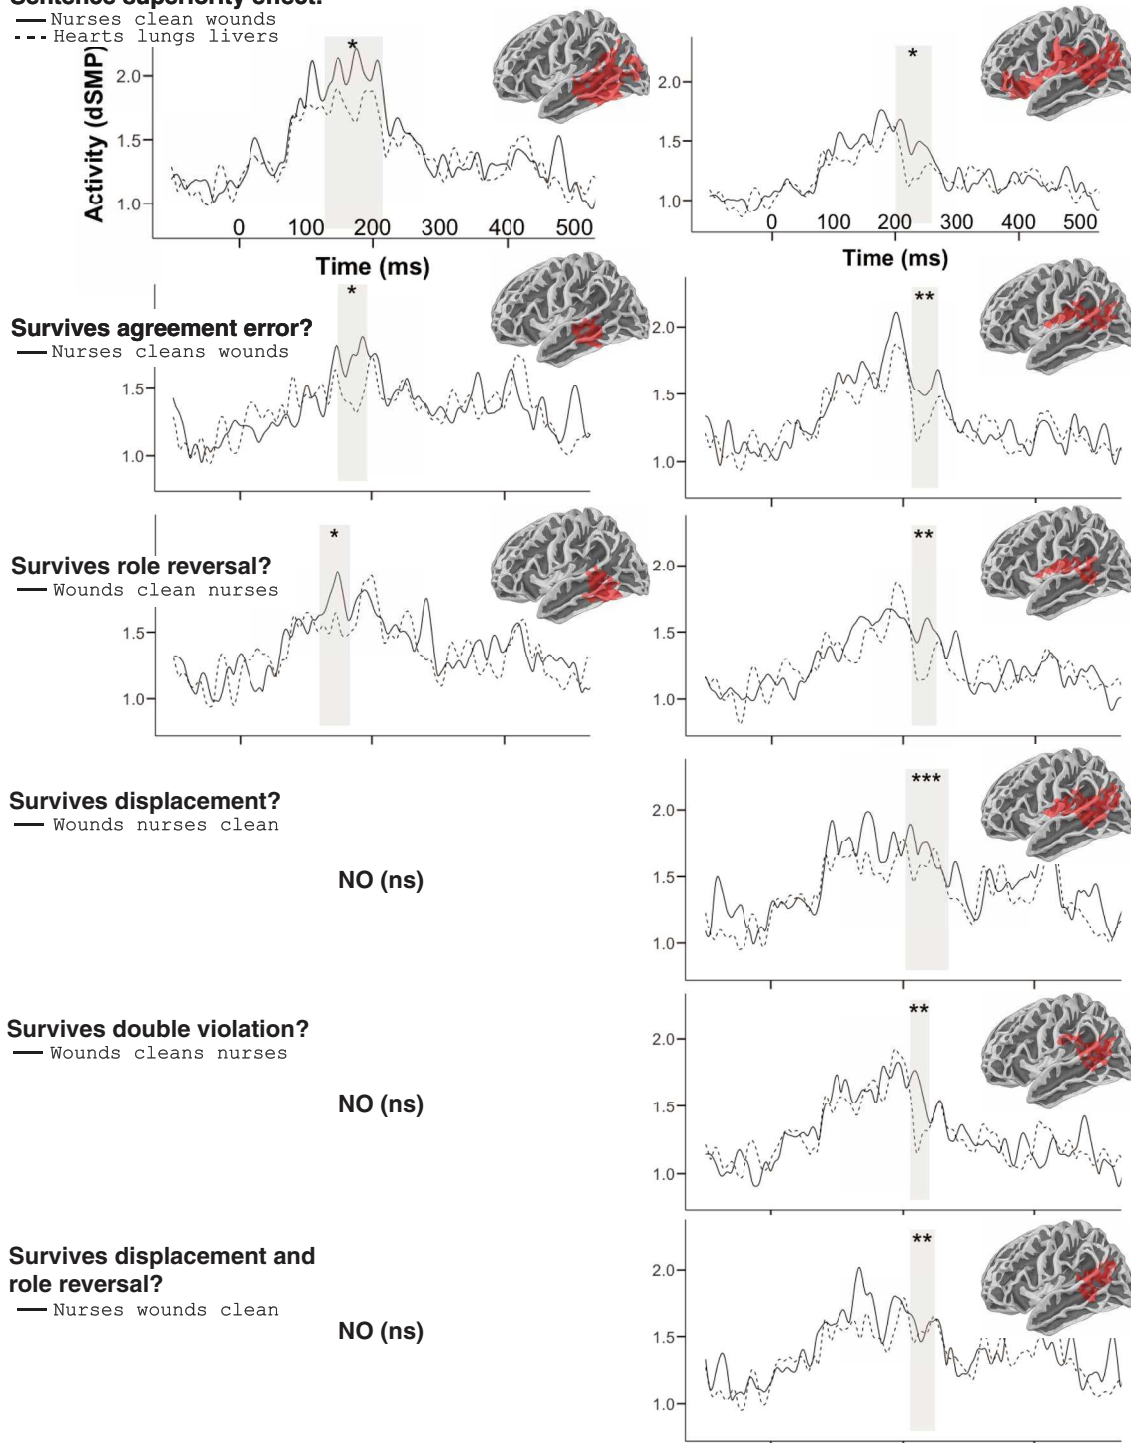 Sentence superiority effect?
Nurses clean wounds
Hearts lungs livers
Activity (dSMP)
2.0
1.5
1.0
*
0 100 200 300 400 500
Time (ms)
2.0
1.5
1.0
*
0 100 200 300 400 500
Time (ms)
Survives agreement error?
Nurses cleans wounds
*
1.5
1.0
**
2.0
1.5
1.0
Survives role reversal?
Wounds clean nurses
*
1.5
1.0
**
2.0
1.5
1.0
Survives displacement?
Wounds nurses clean
NO (ns)
***
2.0
1.5
1.0
Survives double violation?
Wounds cleans nurses
NO (ns)
**
2.0
1.5
1.0
Survives displacement and
role reversal?
Nurses wounds clean
NO (ns)
**
2.0
1.5
1.0